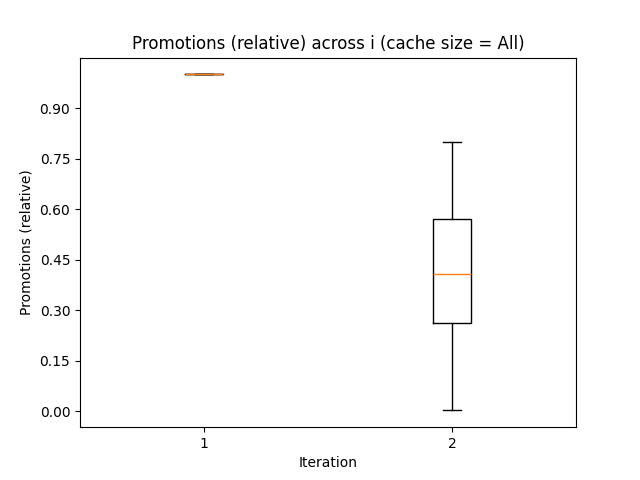 Promotions (relative) across i (cache size = All)
Promotions (relative)
0.90
0.75
0.60
0.45
0.30
0.15
0.00
1 2
Iteration